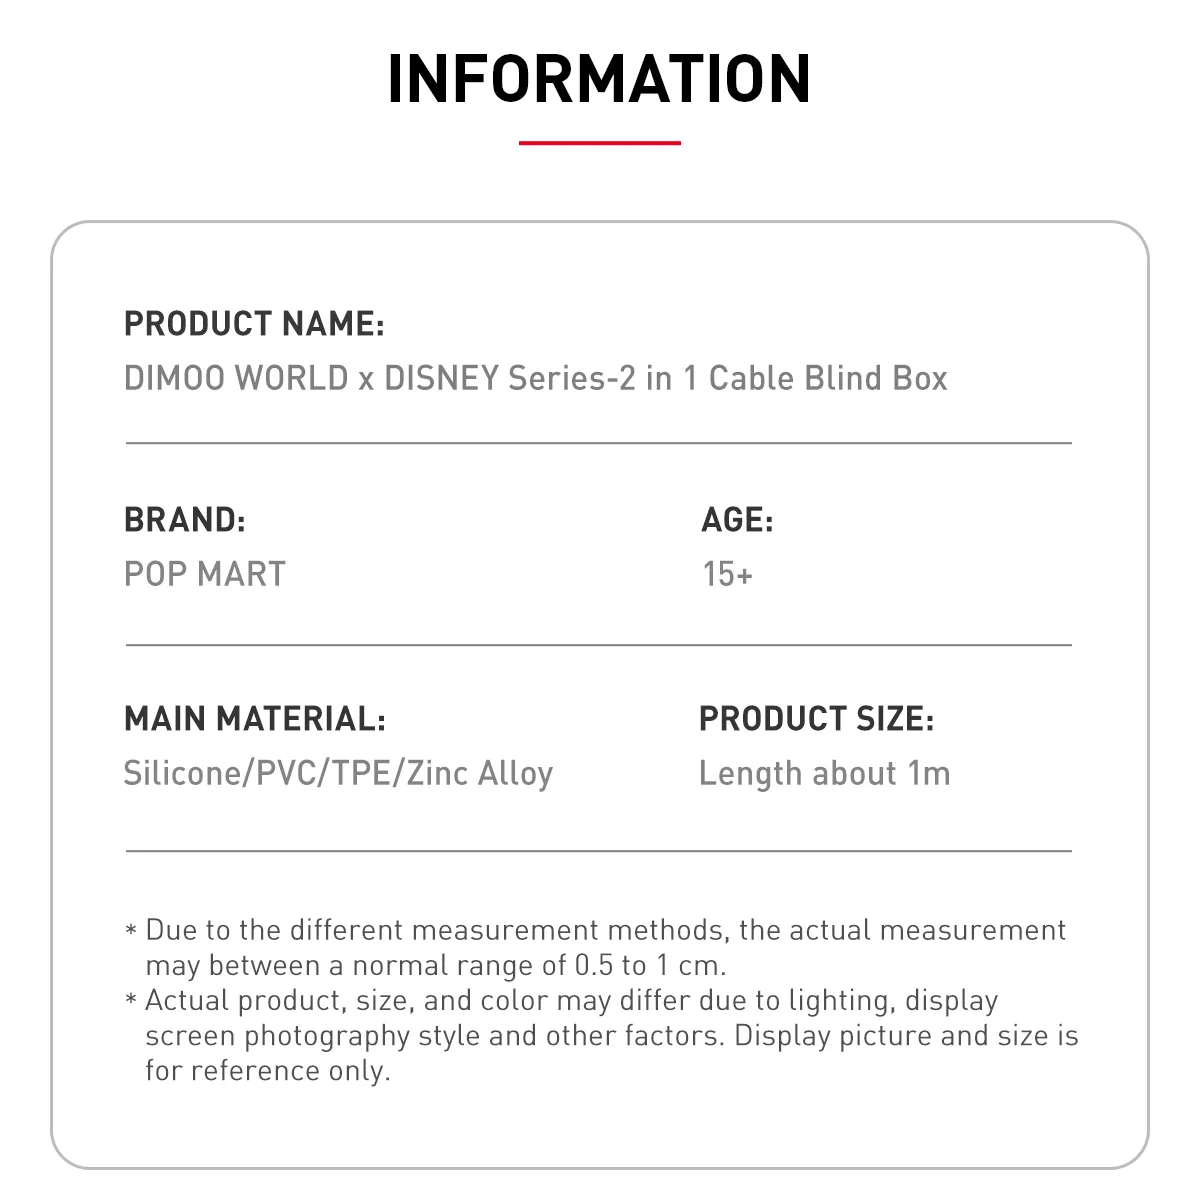 INFORMATION
PRODUCT NAME:
DIMOO WORLD x DISNEY Series-2 in 1 Cable Blind Box
BRAND:
POP MART
AGE:
15+
MAIN MATERIAL:
Silicone/PVC/TPE/Zinc Alloy
PRODUCT SIZE:
Length about 1m
* Due to the different measurement methods, the actual measurement
may between a normal range of 0.5 to 1 cm.
* Actual product, size, and color may differ due to lighting, display
screen photography style and other factors. Display picture and size is
for reference only.